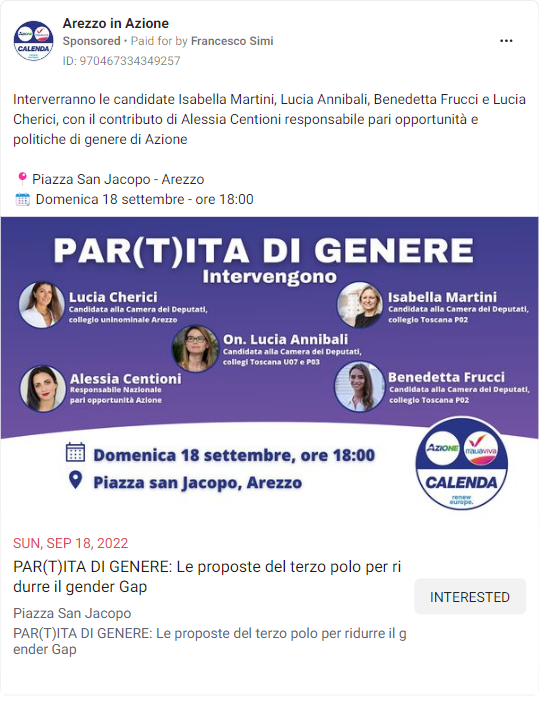 Arezzo in Azione
Sponsored • Paid for by Francesco Simi
ID: 970467334349257
Interverranno le candidate Isabella Martini, Lucia Annibali, Benedetta Frucci e Lucia
Cherici, con il contributo di Alessia Centioni responsabile pari opportunità e
politiche di genere di Azione
📍Piazza San Jacopo - Arezzo
🗓️ Domenica 18 settembre - ore 18:00
PAR(T)ITA DI GENERE
Intervengono
Lucia Cherici
Candidata alla Camera dei Deputati,
collegio uninominale Arezzo
Isabella Martini
Candidata alla Camera dei Deputati,
collegio Toscana P02
On. Lucia Annibali
Candidata alla Camera dei Deputati,
collegi Toscana U07 e P03
Alessia Centioni
Responsabile Nazionale
pari opportunità Azione
Benedetta Frucci
Candidata alla Camera dei Deputati,
collegio Toscana P02
Domenica 18 settembre, ore 18:00
Piazza san Jacopo, Arezzo
AZIONE
ITALIAVIVA
CALENDA
renew
europe.
SUN, SEP 18, 2022
PAR(T)ITA DI GENERE: Le proposte del terzo polo per ri
durre il gender Gap
INTERESTED
Piazza San Jacopo
PAR(T)ITA DI GENERE: Le proposte del terzo polo per ridurre il g
ender Gap